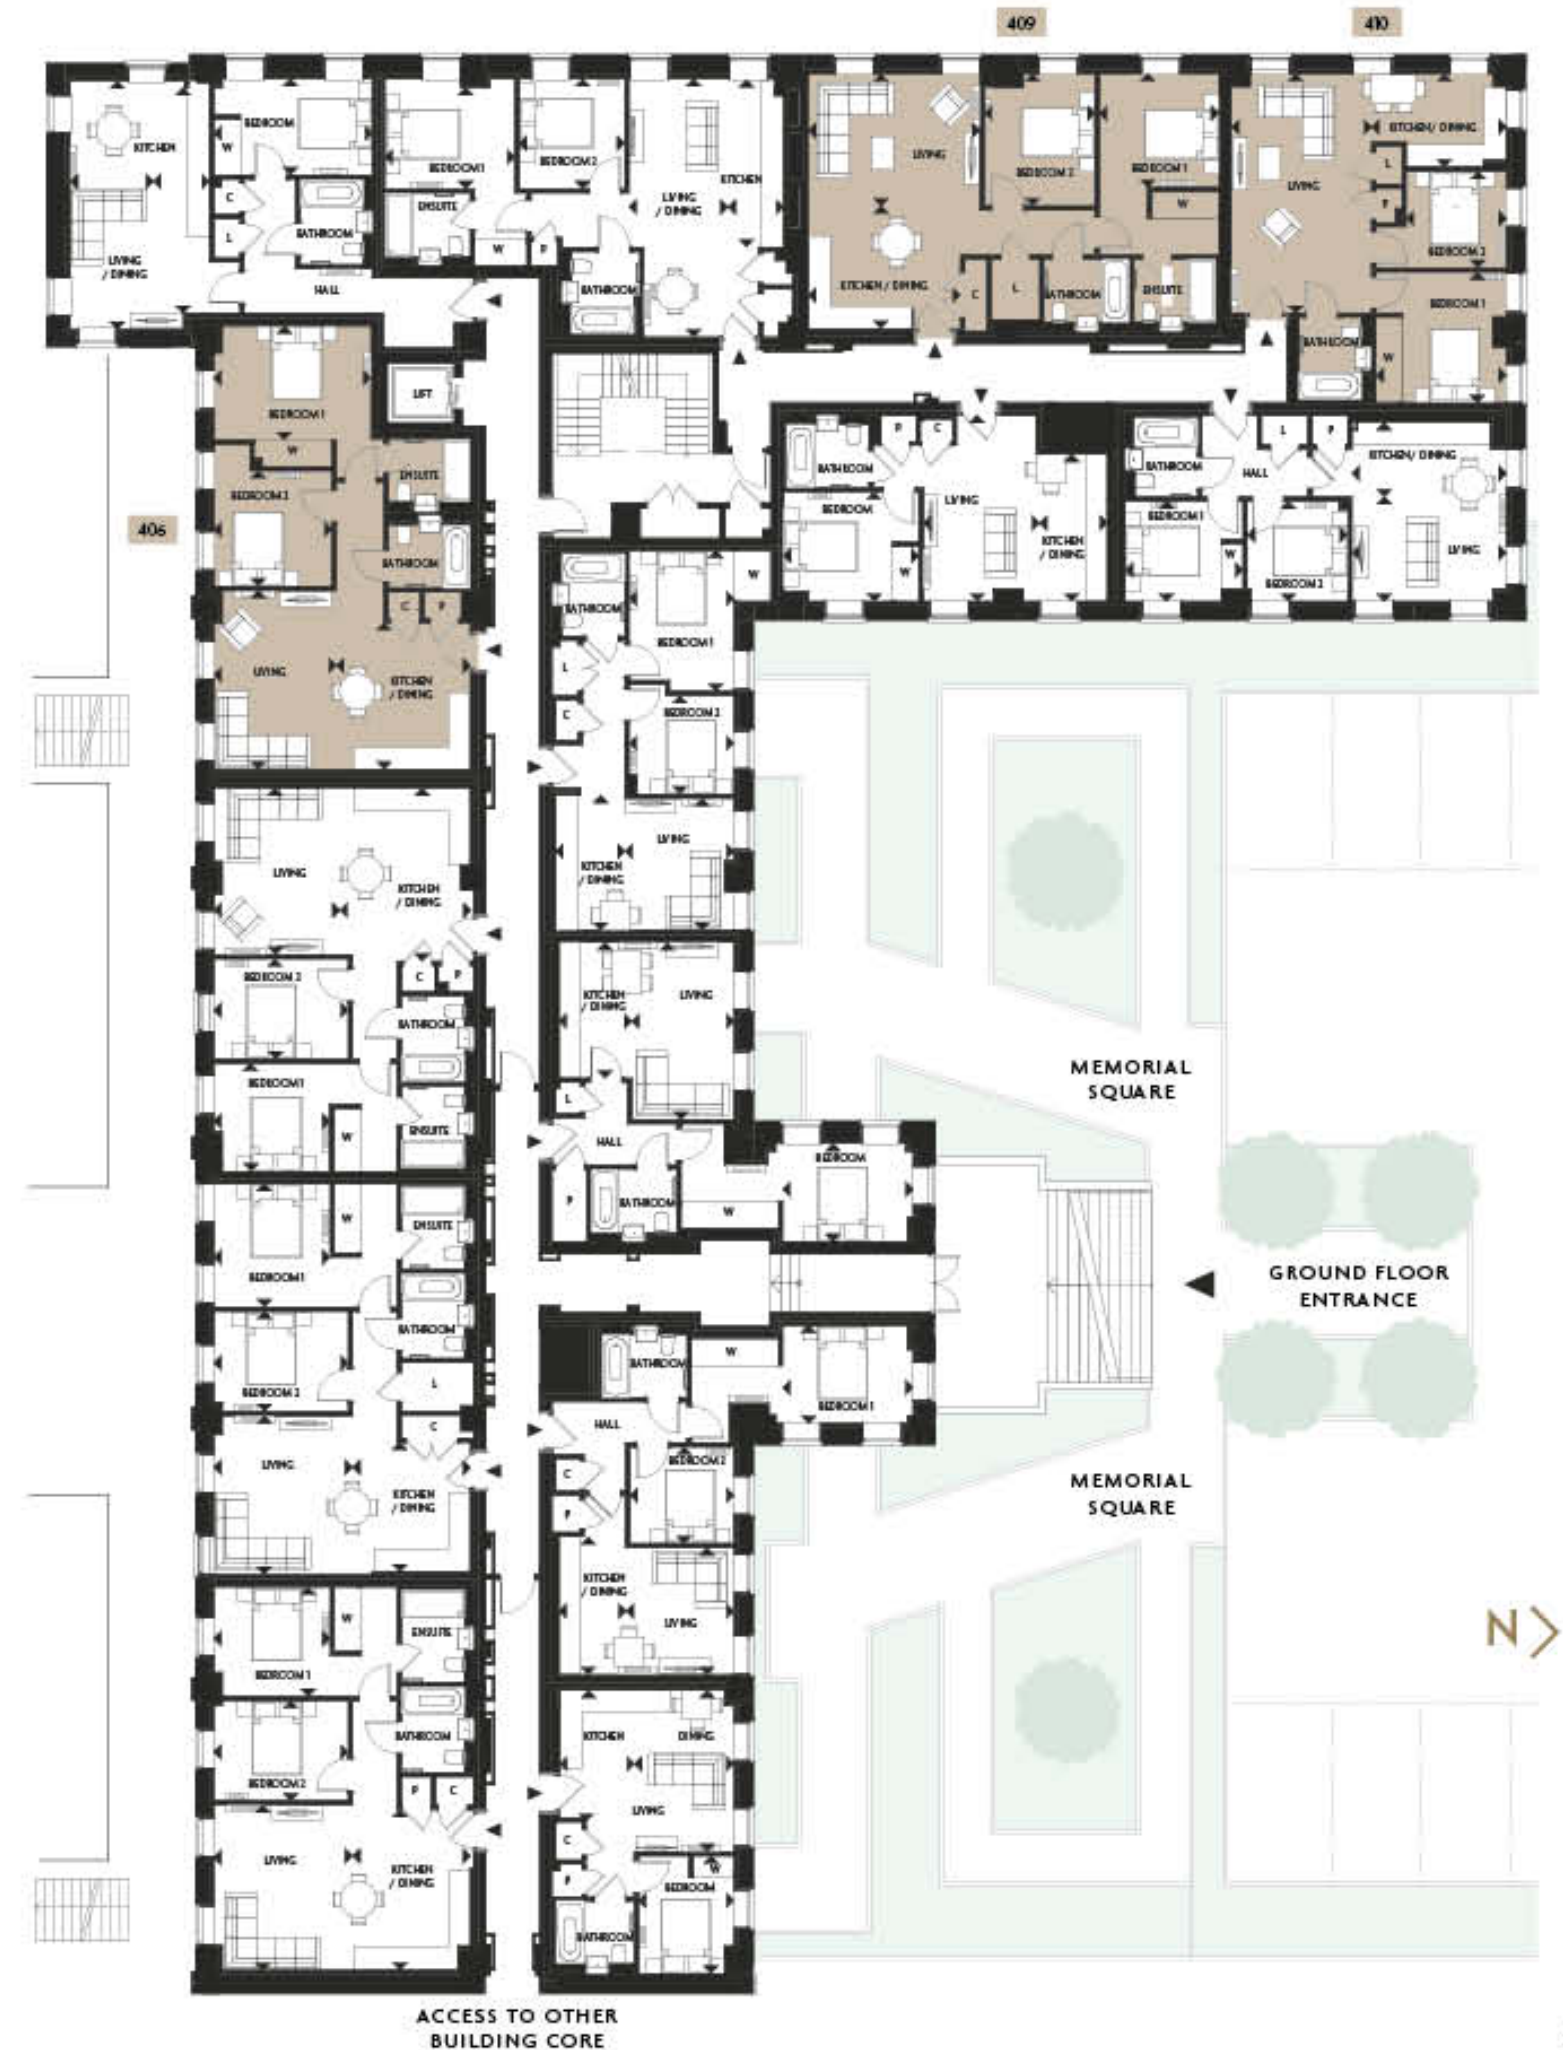 409
410
KITCHEN
LIVING
/ DINING
BEDROOM
W
C
L
BATHROOM
HALL
BEDROOM 1
ENSUITE
W
P
BEDROOM 2
BATHROOM
LIVING
/ DINING
KITCHEN
LIVING
KITCHEN / DINING
BEDROOM 2
BEDROOM 1
W
C
L
BATHROOM
ENSUITE
LIVING
KITCHEN / DINING
L
P
BEDROOM 2
BEDROOM 1
BATHROOM
W
LIFT
406
BEDROOM 1
W
BEDROOM 2
ENSUITE
BATHROOM
C
P
LIVING
KITCHEN
/ DINING
BATHROOM
P
C
BEDROOM
W
LIVING
KITCHEN
/ DINING
BATHROOM
HALL
L
P
BEDROOM 1
W
BEDROOM 2
KITCHEN / DINING
LIVING
BATHROOM
W
BEDROOM 1
L
C
BEDROOM 2
LIVING
KITCHEN
/ DINING
LIVING
KITCHEN
/ DINING
C
P
BEDROOM 2
BATHROOM
BEDROOM 1
W
ENSUITE
KITCHEN
/ DINING
LIVING
L
HALL
P
BATHROOM
W
BEDROOM
MEMORIAL
SQUARE
BEDROOM 1
W
ENSUITE
BATHROOM
BEDROOM 2
L
C
LIVING
KITCHEN
/ DINING
GROUND FLOOR
ENTRANCE
BATHROOM
W
BEDROOM 1
HALL
C
P
BEDROOM 2
KITCHEN
/ DINING
LIVING
MEMORIAL
SQUARE
N
BEDROOM 1
W
ENSUITE
BATHROOM
BEDROOM 2
P
C
LIVING
KITCHEN
/ DINING
KITCHEN
DINING
LIVING
C
P
W
BEDROOM
BATHROOM
ACCESS TO OTHER
BUILDING CORE